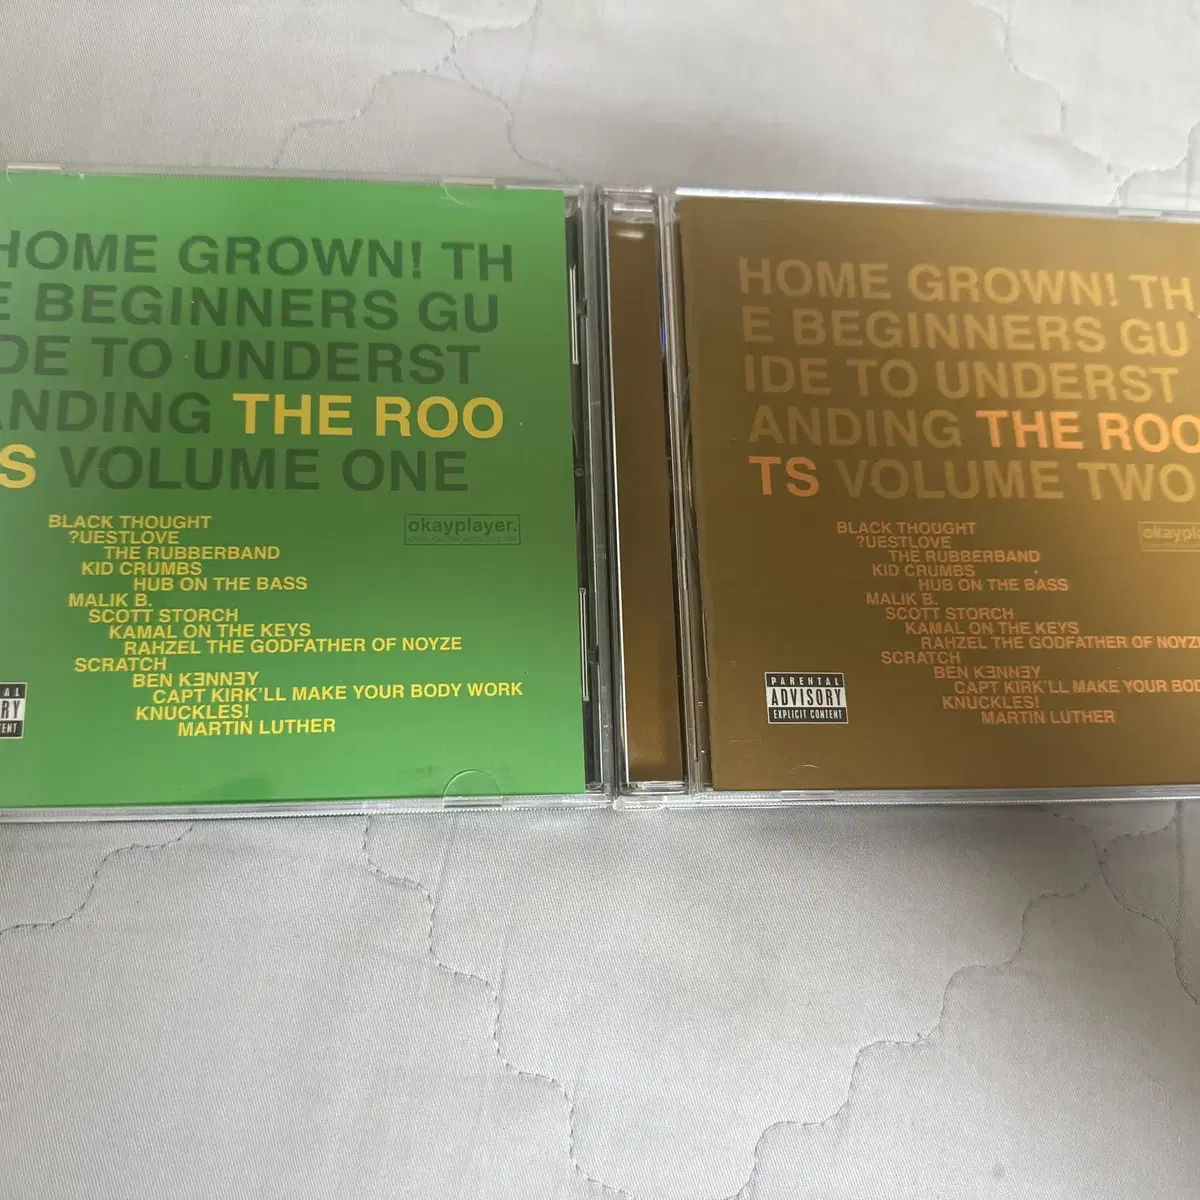 HOME GROWN! TH
E BEGINNERS GU
IDE TO UNDERST
ANDING THE ROO
TS VOLUME ONE
BLACK THOUGHT
?UESTLOVE
THE RUBBERBAND
KID CRUMBS
HUB ON THE BASS
MALIK B.
SCOTT STORCH
KAMAL ON THE KEYS
RAHZEL THE GODFATHER OF NOYZE
SCRATCH
BEN KƎNNƎY
CAPT KIRK'LL MAKE YOUR BODY WORK
KNUCKLES!
MARTIN LUTHER
okayplayer.
HOME GROWN! TH
E BEGINNERS GU
IDE TO UNDERST
ANDING THE ROO
TS VOLUME TWO
BLACK THOUGHT
?UESTLOVE
THE RUBBERBAND
KID CRUMBS
HUB ON THE BASS
MALIK B.
SCOTT STORCH
KAMAL ON THE KEYS
RAHZEL THE GODFATHER OF NOYZE
SCRATCH
BEN KƎNNƎY
CAPT KIRK'LL MAKE YOUR BOD
KNUCKLES!
MARTIN LUTHER
okayplay
PARENTAL
ADVISORY
EXPLICIT CONTENT